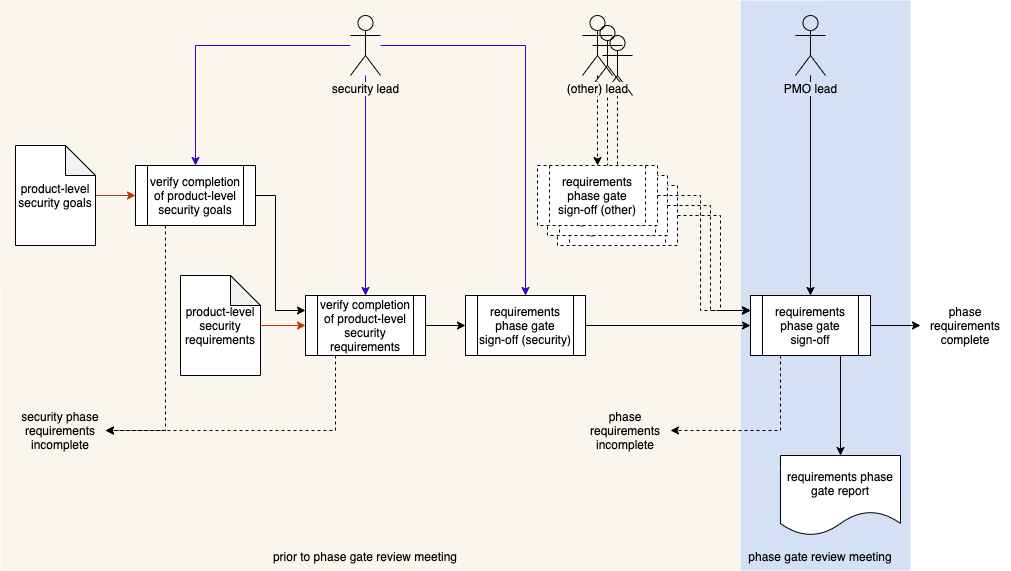 security lead
(other) lead
PMO lead
product-level
security goals
verify completion
of product-level
security goals
requirements
phase gate
sign-off (other)
product-level
security
requirements
verify completion
of product-level
security
requirements
requirements
phase gate
sign-off (security)
requirements
phase gate
sign-off
phase
requirements
complete
security phase
requirements
incomplete
phase
requirements
incomplete
requirements phase
gate report
prior to phase gate review meeting
phase gate review meeting